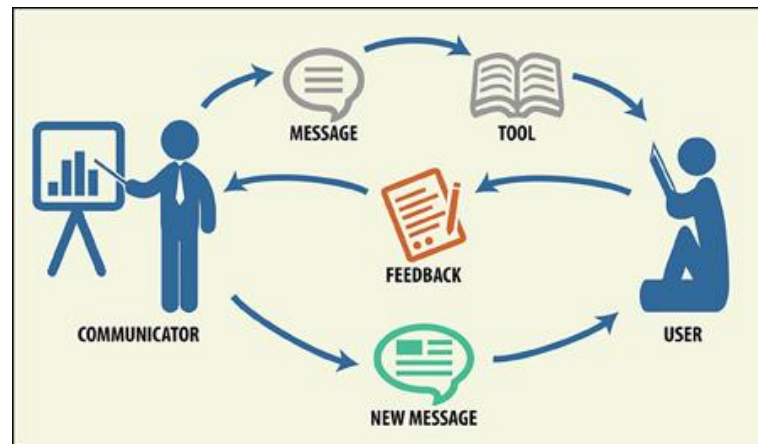 MESSAGE
TOOL
FEEDBACK
COMMUNICATOR
USER
NEW MESSAGE